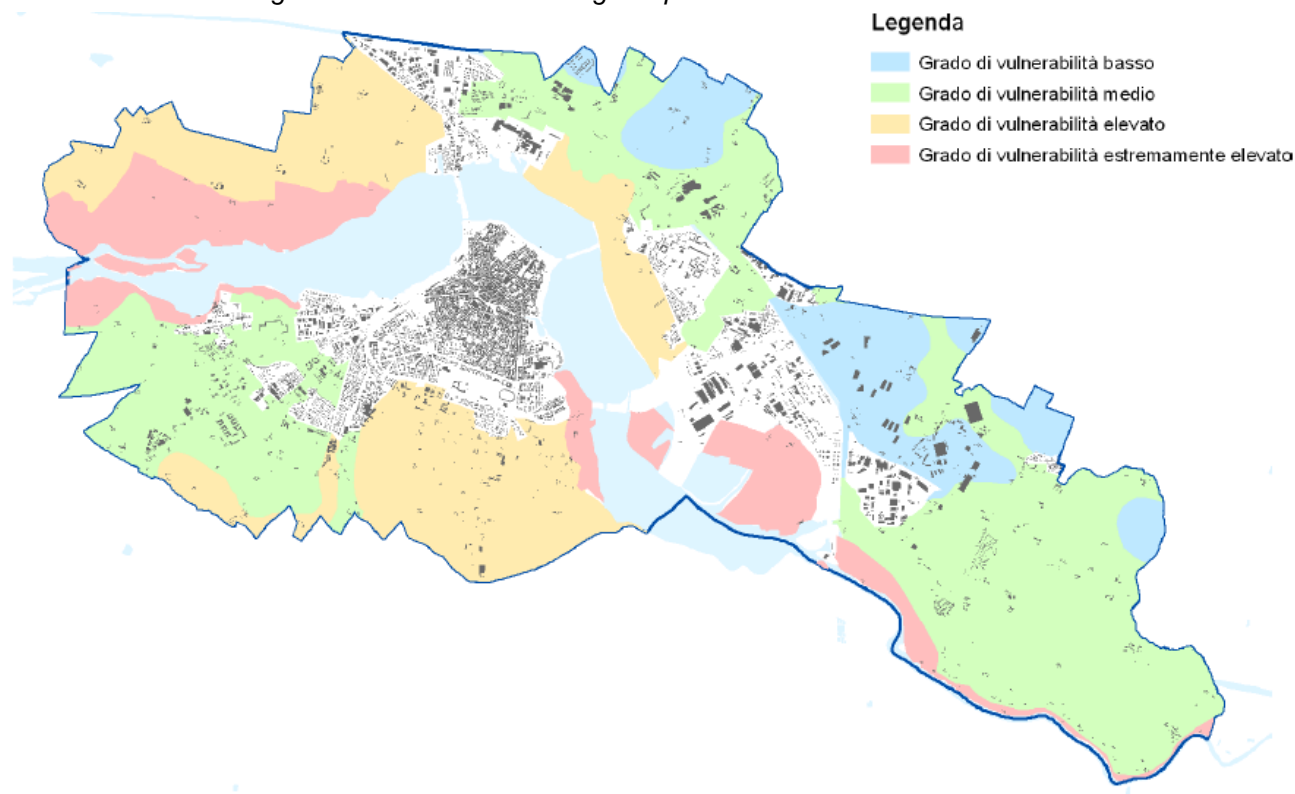 Legenda
Grado di vulnerabilità basso
Grado di vulnerabilità medio
Grado di vulnerabilità elevato
Grado di vulnerabilità estremamente elevato